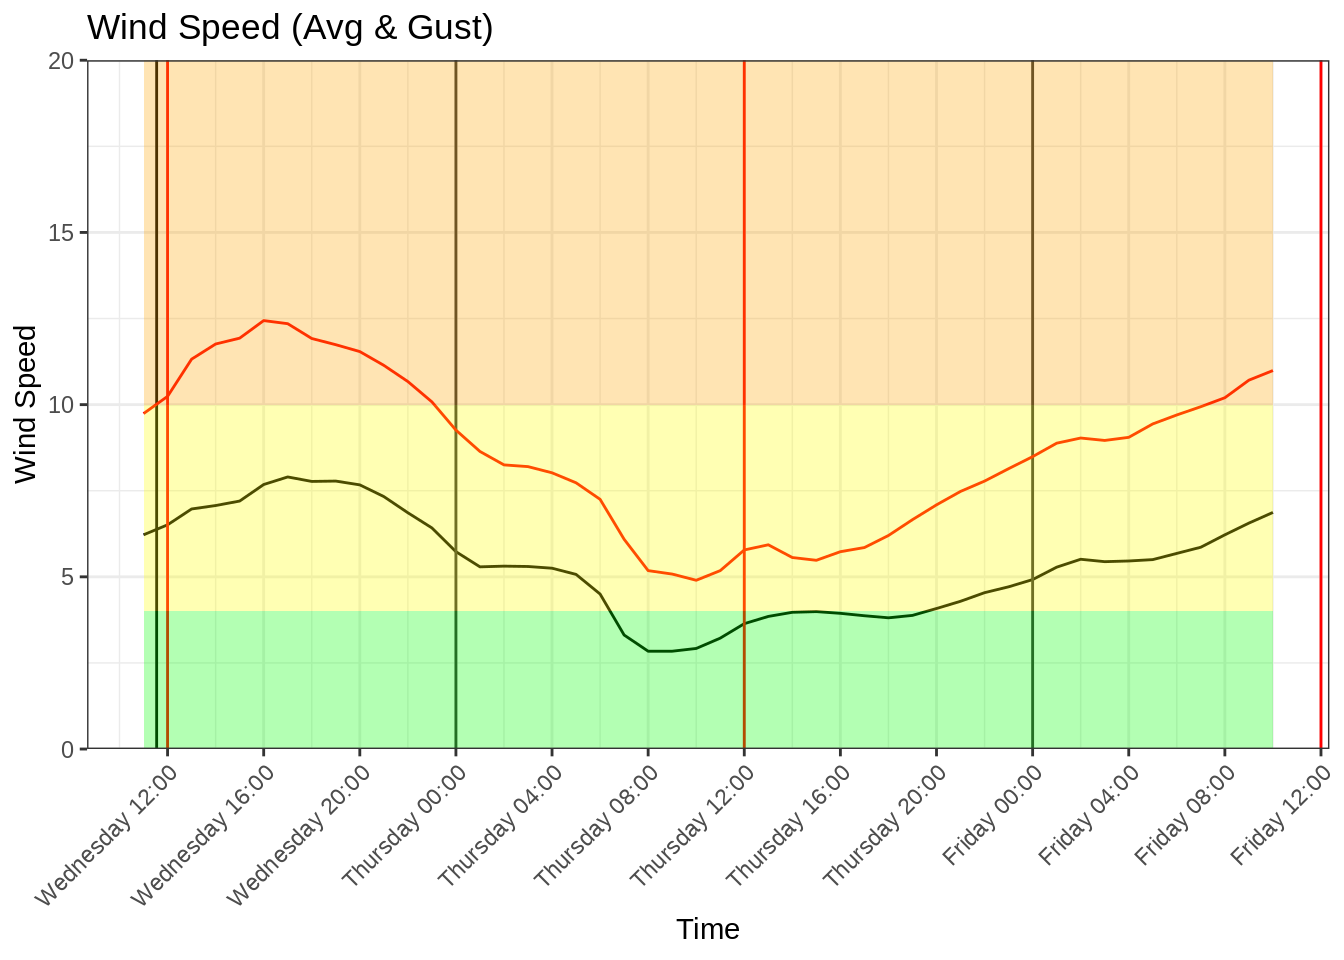 Wind Speed (Avg & Gust)
20
15
10
5
0
Wind Speed
Wednesday 12:00
Wednesday 16:00
Wednesday 20:00
Thursday 00:00
Thursday 04:00
Thursday 08:00
Thursday 12:00
Thursday 16:00
Thursday 20:00
Friday 00:00
Friday 04:00
Friday 08:00
Friday 12:00
Time